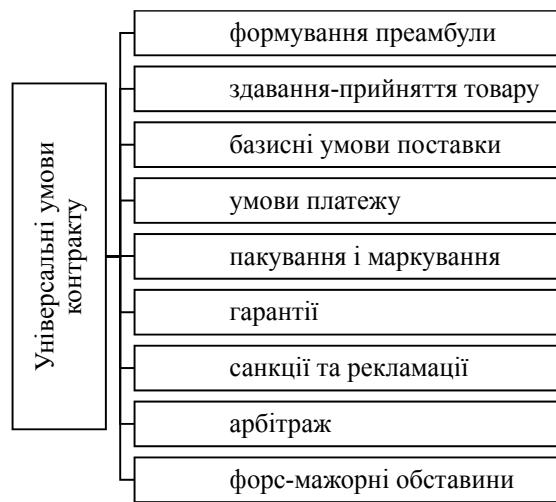 Універсальні умови
контракту
формування преамбули
здавання-прийняття товару
базисні умови поставки
умови платежу
пакування і маркування
гарантії
санкції та рекламації
арбітраж
форс-мажорні обставини